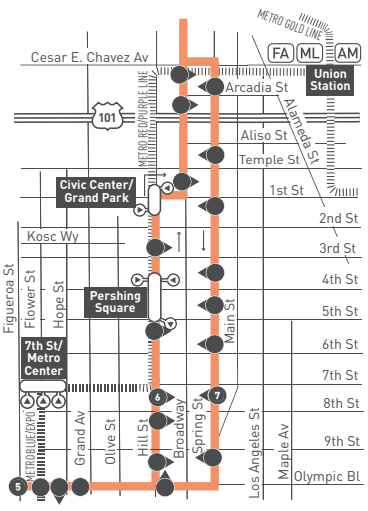 METRO GOLD LINE
FA
ML
AM
Cesar E. Chavez Av
Union
Station
Arcadia St
METRO RED/PURPLE LINE
101
Alameda St
Aliso St
Temple St
Civic Center/
Grand Park
1st St
2nd St
Kosc Wy
3rd St
4th St
Figueroa St
Flower St
Hope St
Pershing
Square
5th St
Main St
7th St/
Metro
Center
6th St
7th St
6
7
8th St
METRO BLUE/EXPO
Grand Av
Olive St
Hill St
Broadway
Spring St
Los Angeles St
Maple Av
9th St
5
Olympic Bl